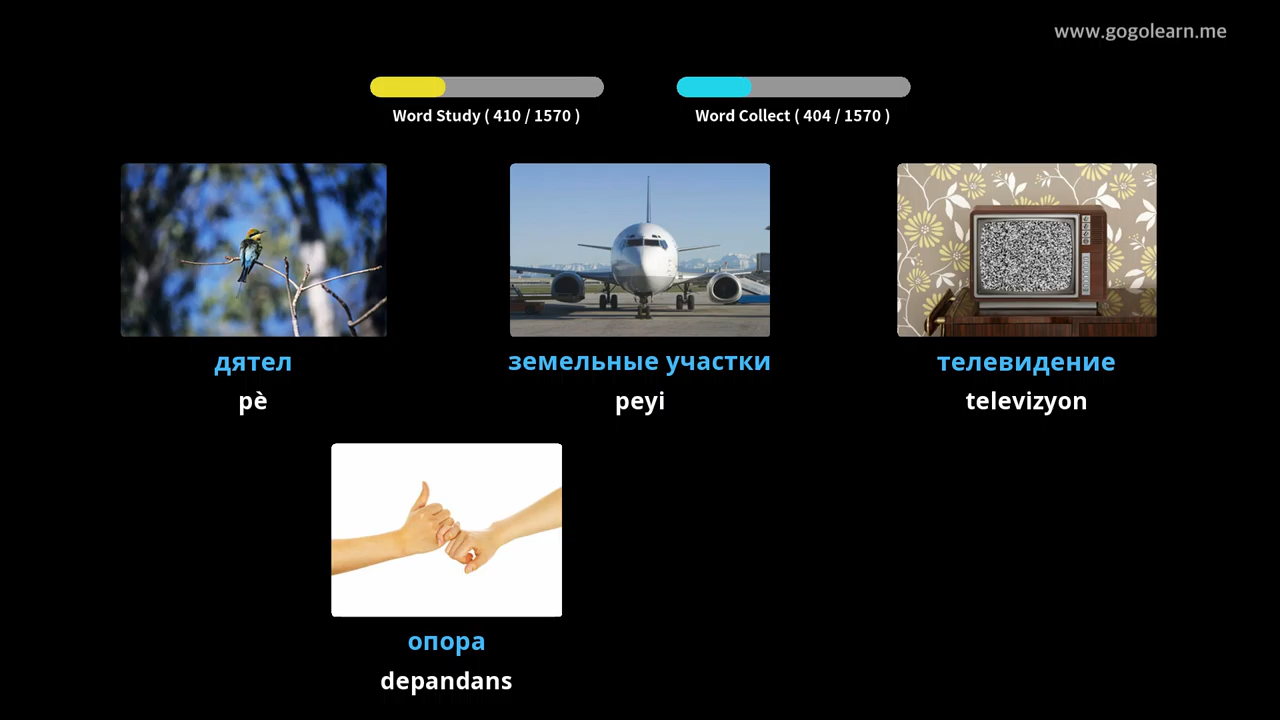 www.gogolearn.me
Word Study ( 410 / 1570 )
Word Collect ( 404 / 1570 )
дятел
pè
земельные участки
peyi
телевидение
televizyon
опора
depandans